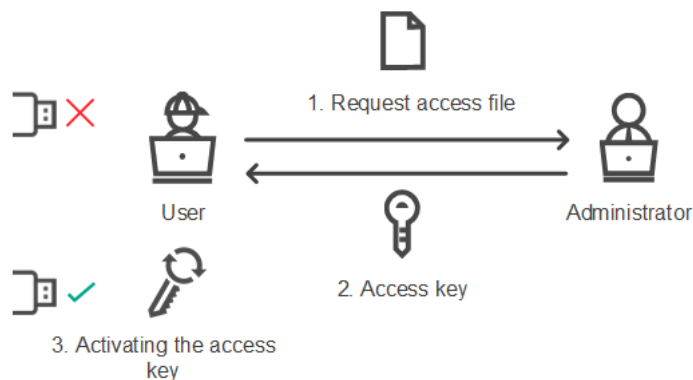 1. Request access file
User
Administrator
2. Access key
3. Activating the access
key